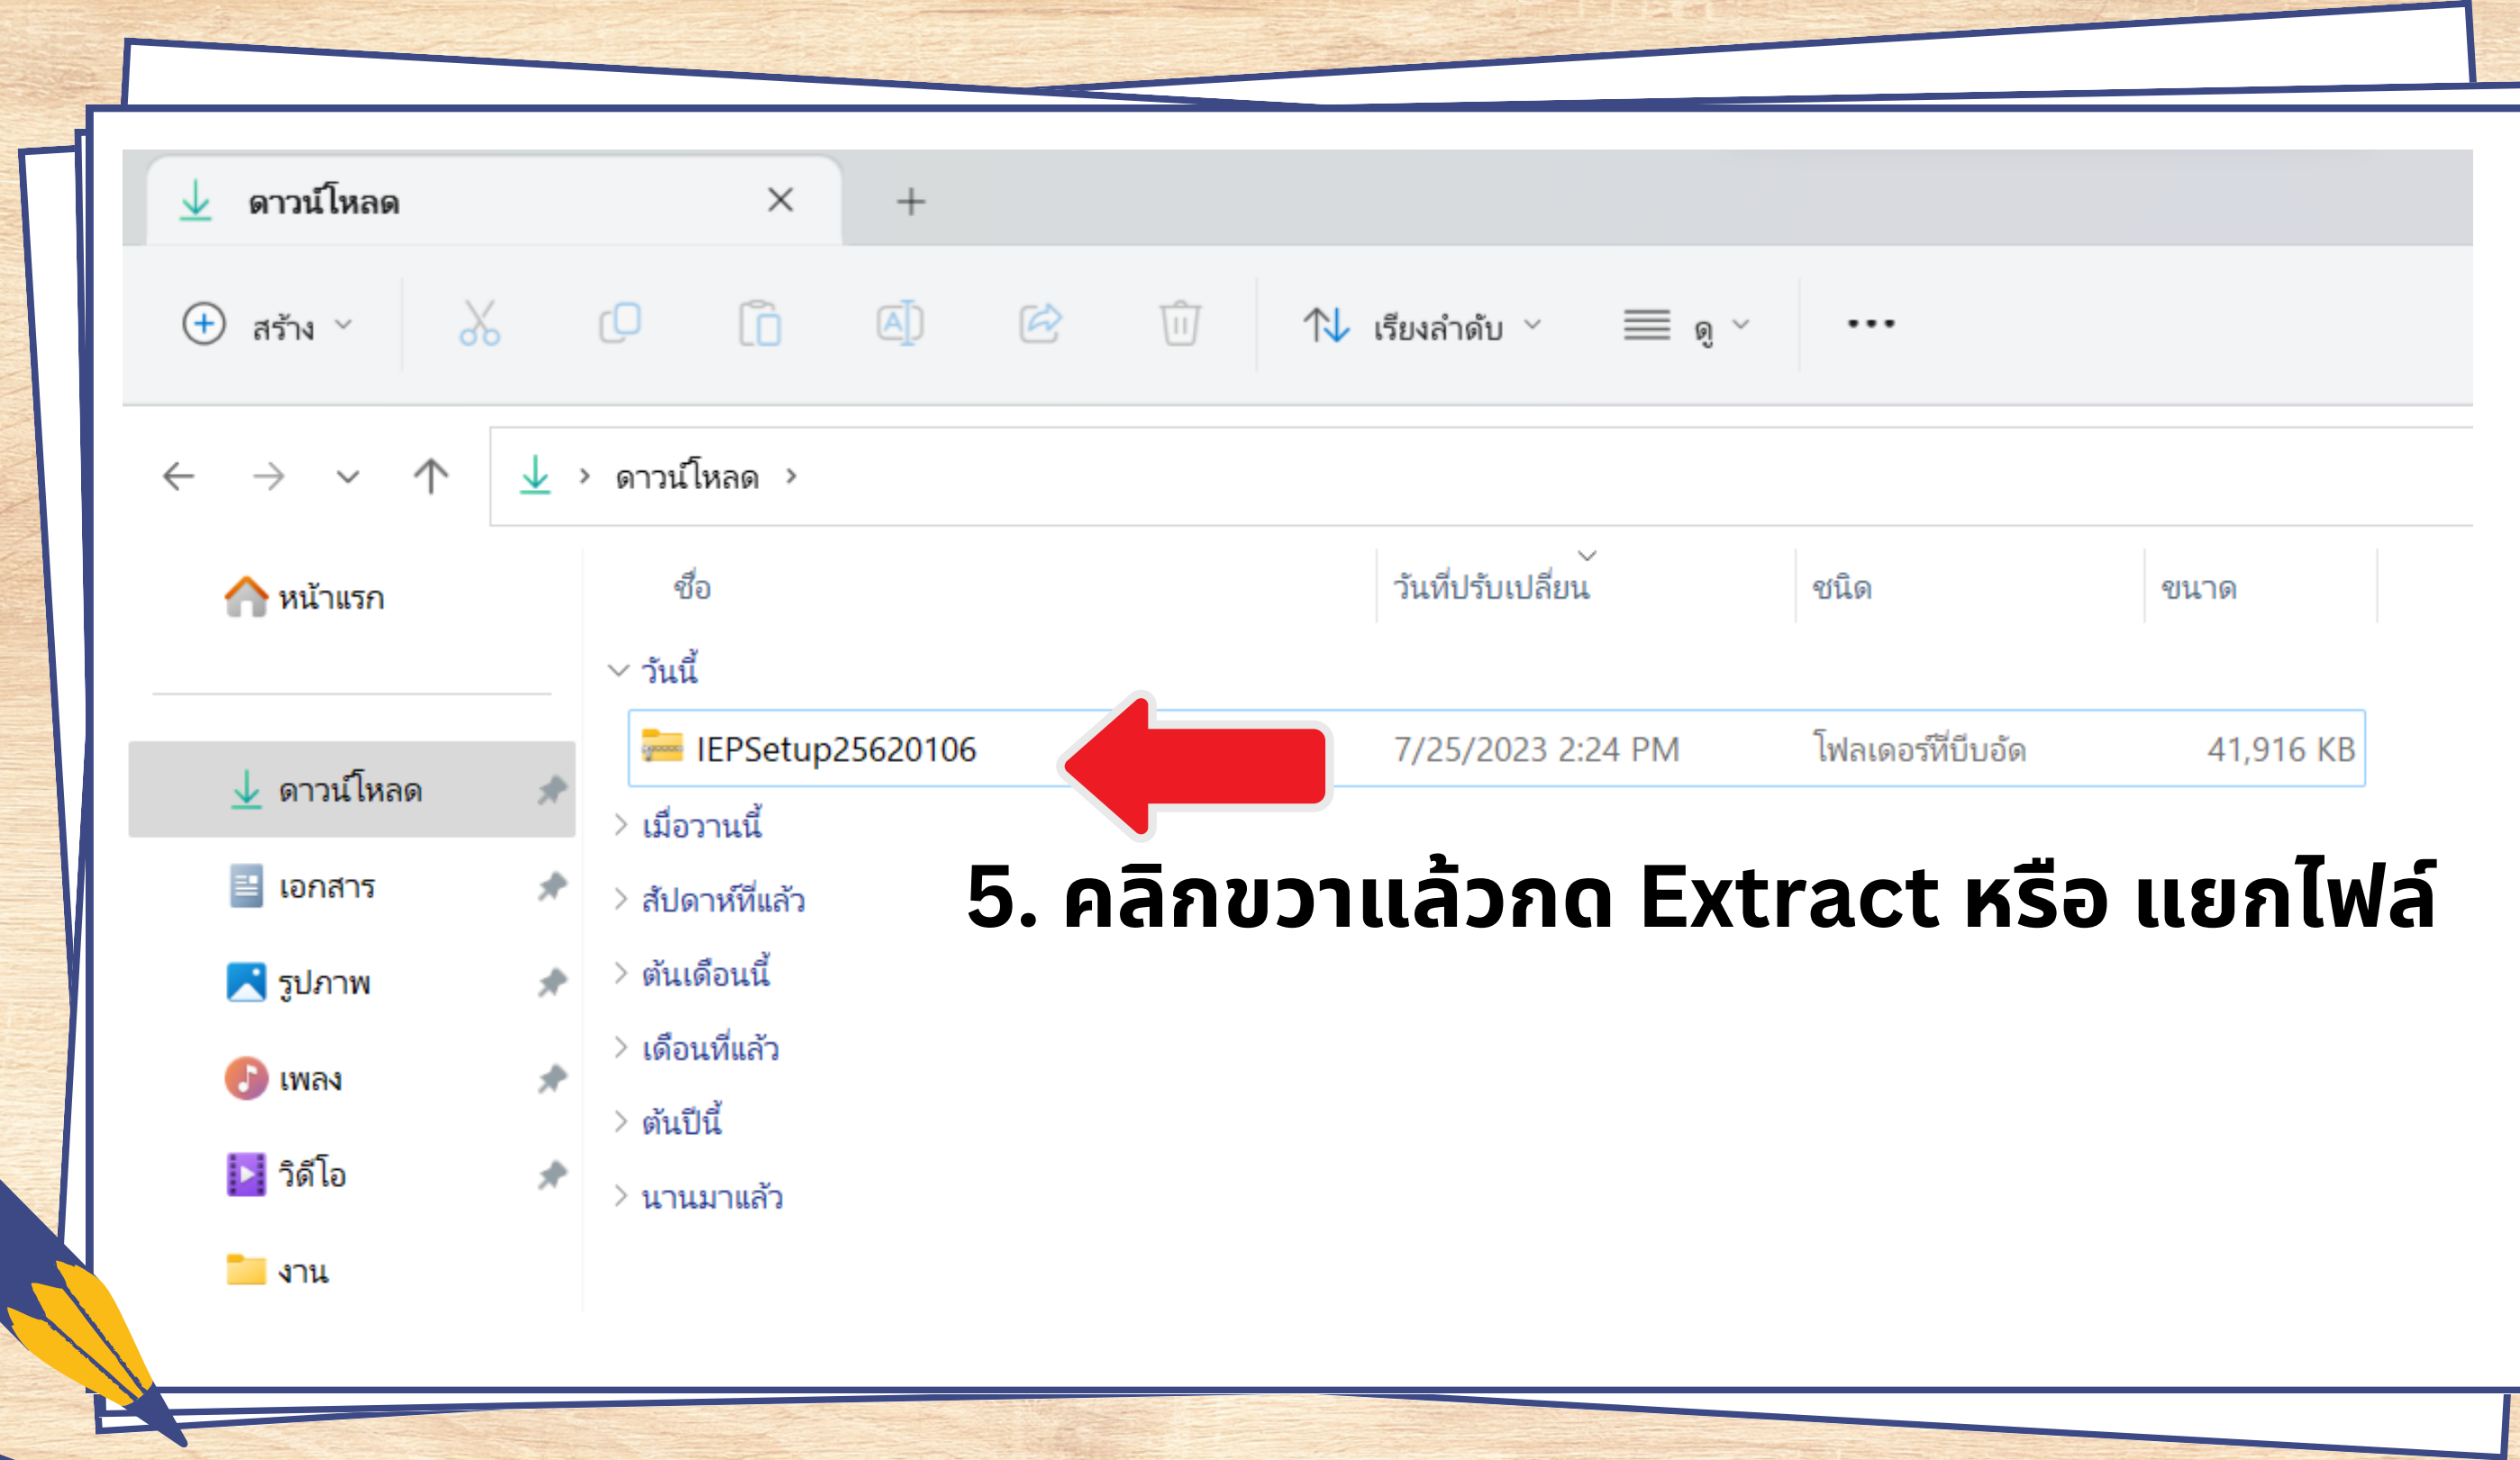 ดาวน์โหลด
สร้าง
เรียงลำดับ
ดู
ดาวน์โหลด
ชื่อ วันที่ปรับเปลี่ยน ชนิด ขนาด
หน้าแรก
วันนี้
IEPSetup25620106 7/25/2023 2:24 PM โฟลเดอร์ที่บีบอัด 41,916 KB
ดาวน์โหลด
เอกสาร
รูปภาพ
เพลง
วิดีโอ
งาน
เมื่อวานนี้
สัปดาห์ที่แล้ว
ต้นเดือนนี้
เดือนที่แล้ว
ต้นปีนี้
นานมาแล้ว
5. คลิกขวาแล้วกด Extract หรือ แยกไฟล์